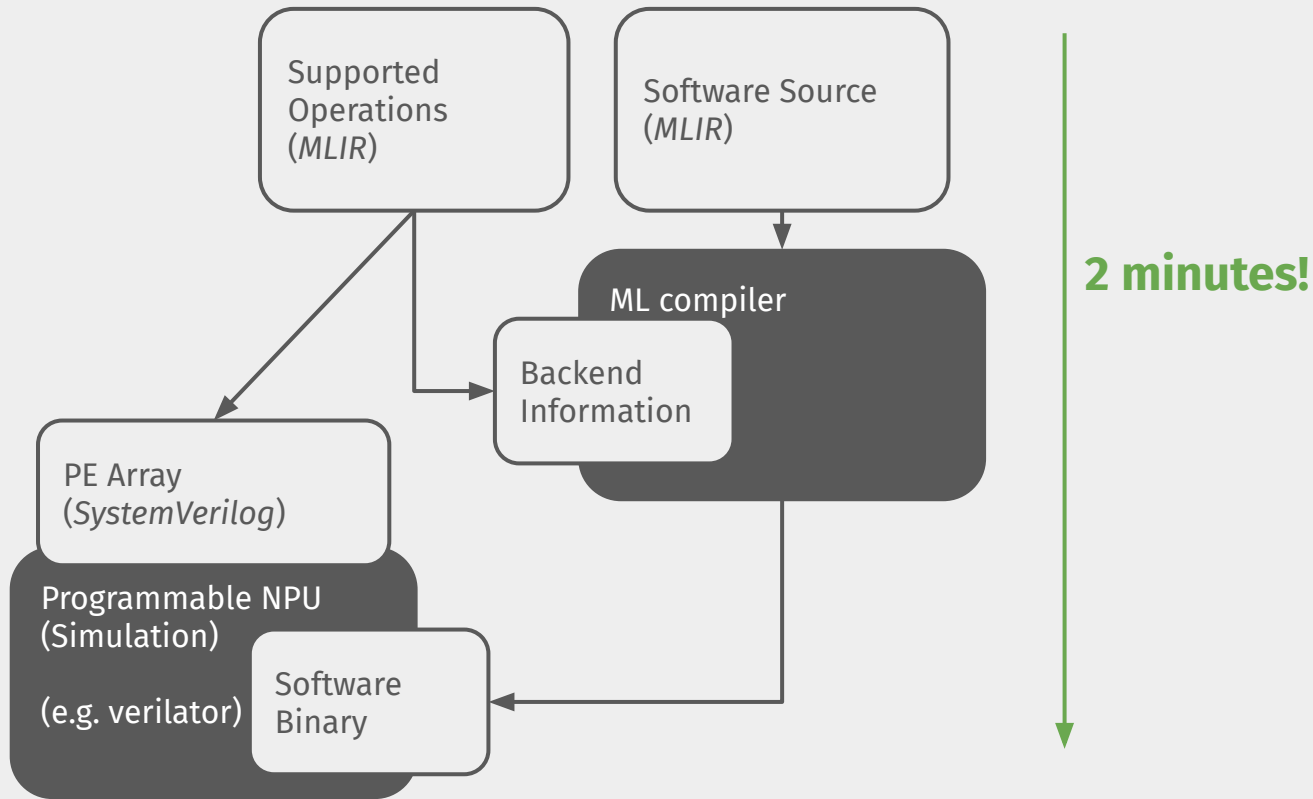 Supported
Operations
(MLIR)
Software Source
(MLIR)
2 minutes!
ML compiler
Backend
Information
PE Array
(SystemVerilog)
Programmable NPU
(Simulation)
(e.g. verilator)
Software
Binary